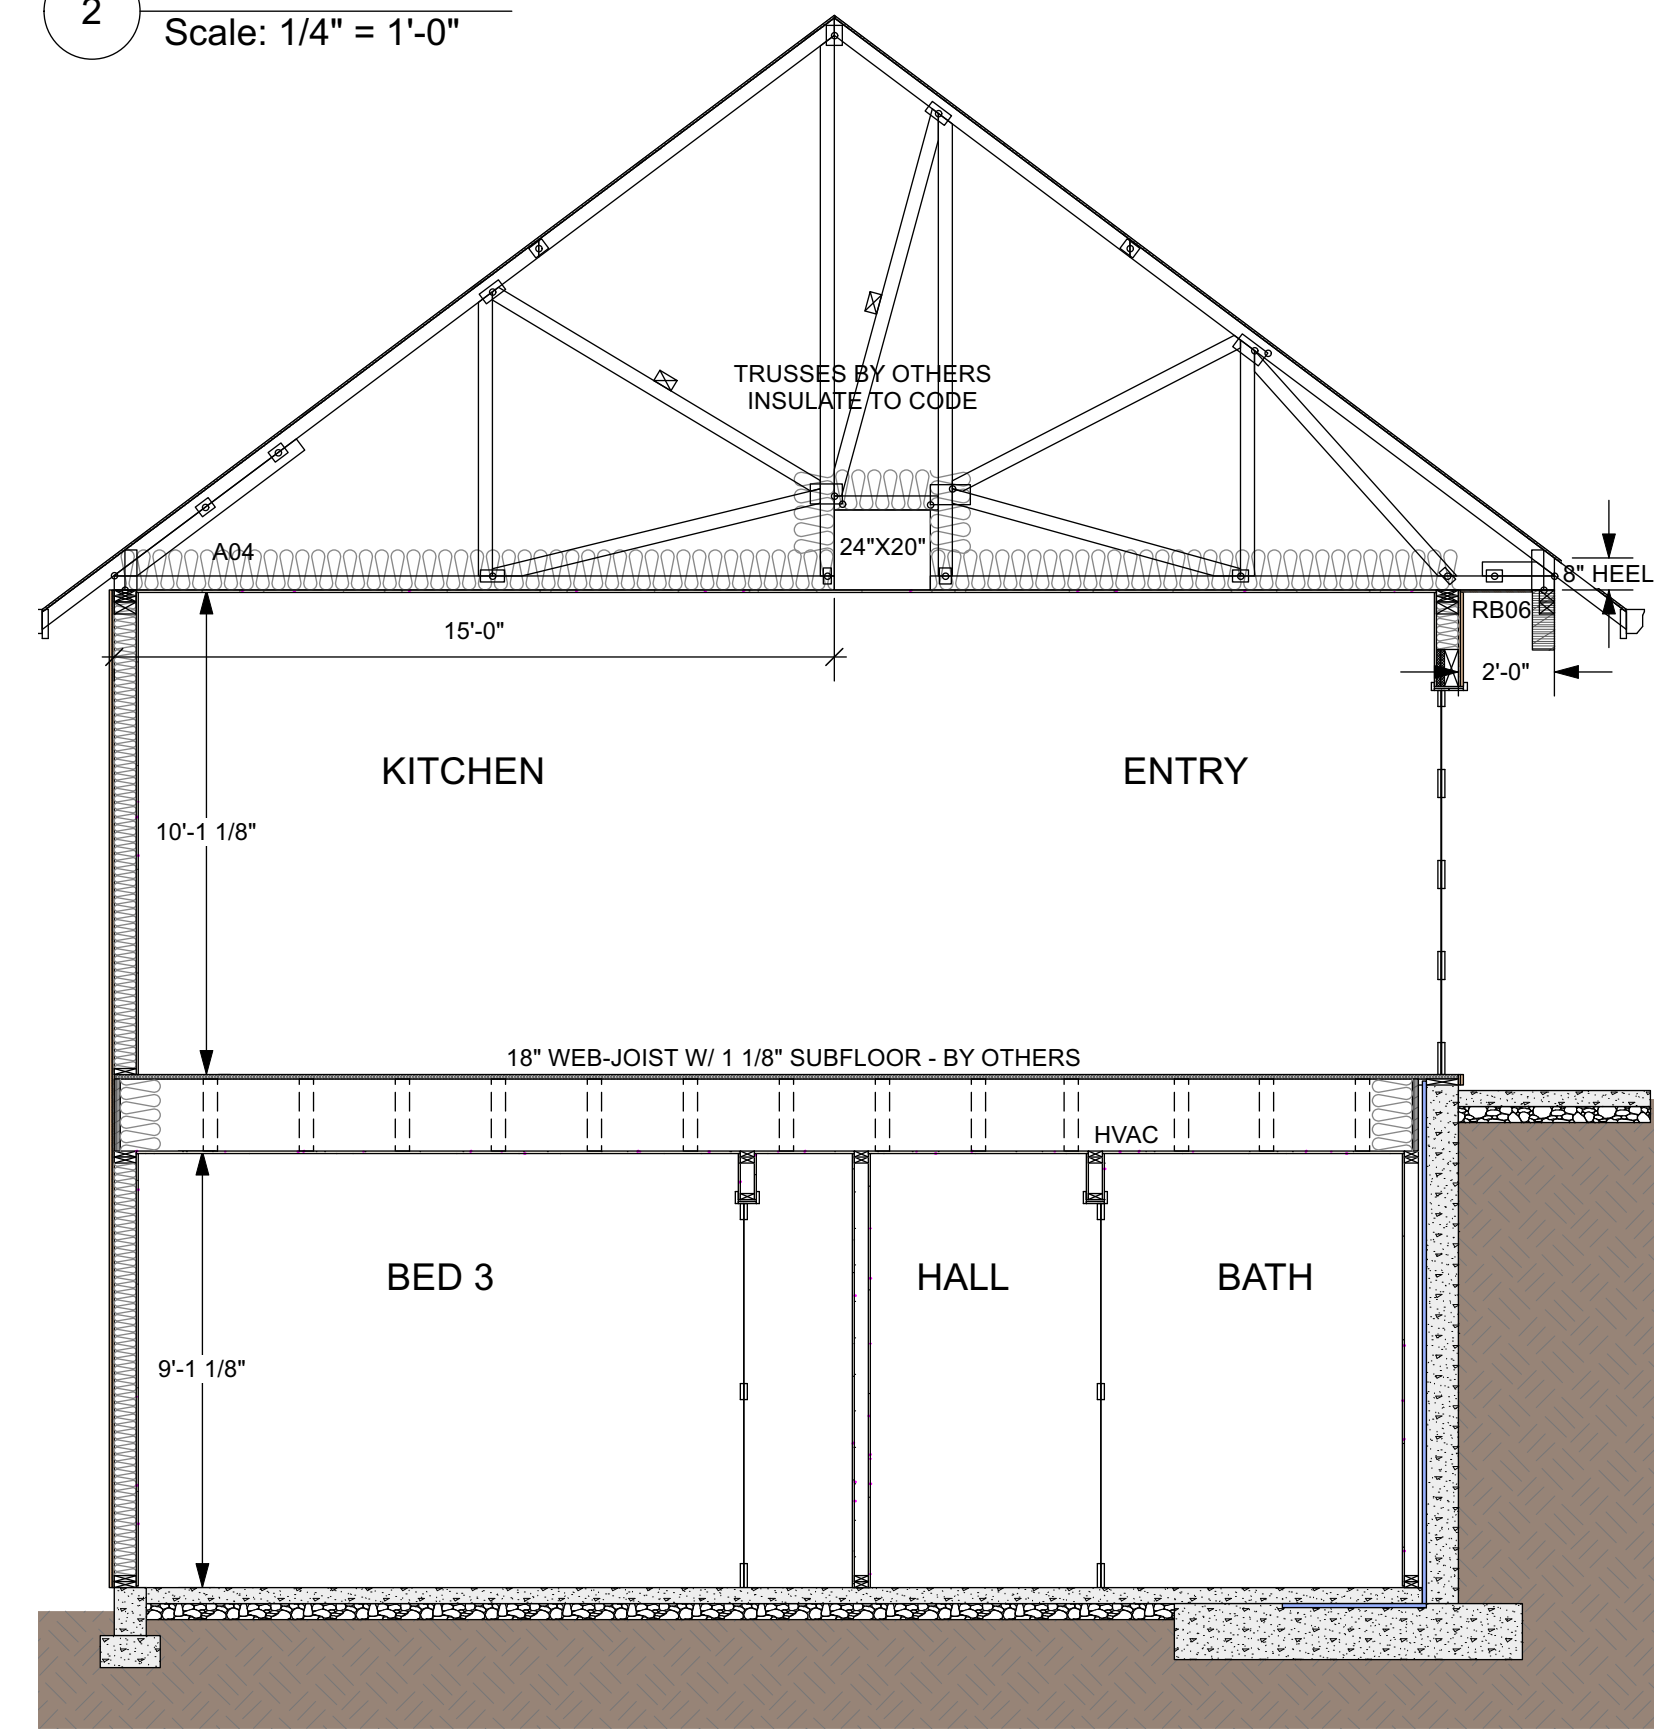 2
Scale: 1/4" = 1'-0"
TRUSSES BY OTHERS
INSULATE TO CODE
A04
24"X20"
8" HEEL
RB06
15'-0"
2'-0"
KITCHEN
ENTRY
10'-1 1/8"
18" WEB-JOIST W/ 1 1/8" SUBFLOOR - BY OTHERS
HVAC
BED 3
HALL
BATH
9'-1 1/8"